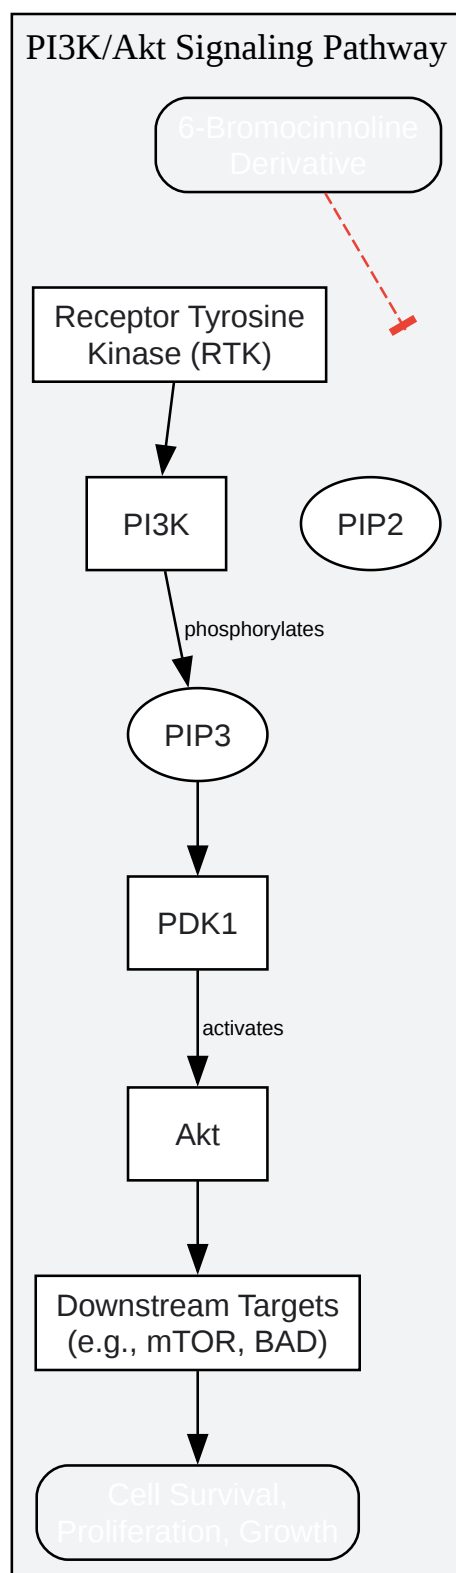 PI3K/Akt Signaling Pathway
6-Bromocinnoline
Derivative
Receptor Tyrosine
Kinase (RTK)
PI3K
PIP2
phosphorylates
PIP3
PDK1
activates
Akt
Downstream Targets
(e.g., mTOR, BAD)
Cell Survival,
Proliferation, Growth